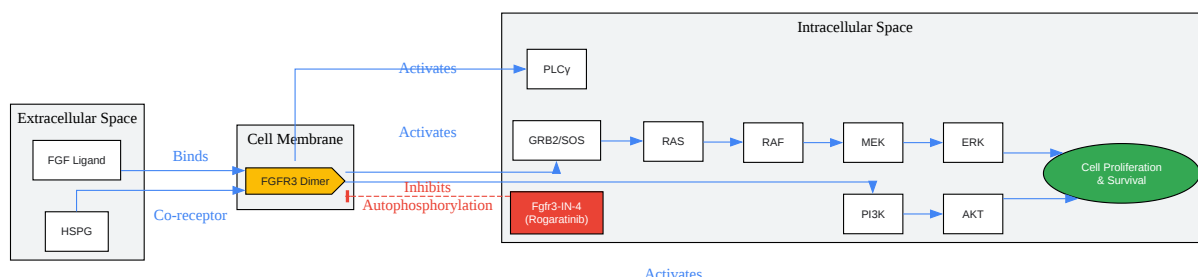 Intracellular Space
PLCγ
Activates
Extracellular Space
FGF Ligand
Binds
HSPG
Co-receptor
Cell Membrane
FGFR3 Dimer
Activates
GRB2/SOS
RAS
RAF
MEK
ERK
Cell Proliferation
& Survival
Inhibits
Autophosphorylation
Fgfr3-IN-4
(Rogaratinib)
PI3K
AKT
Activates